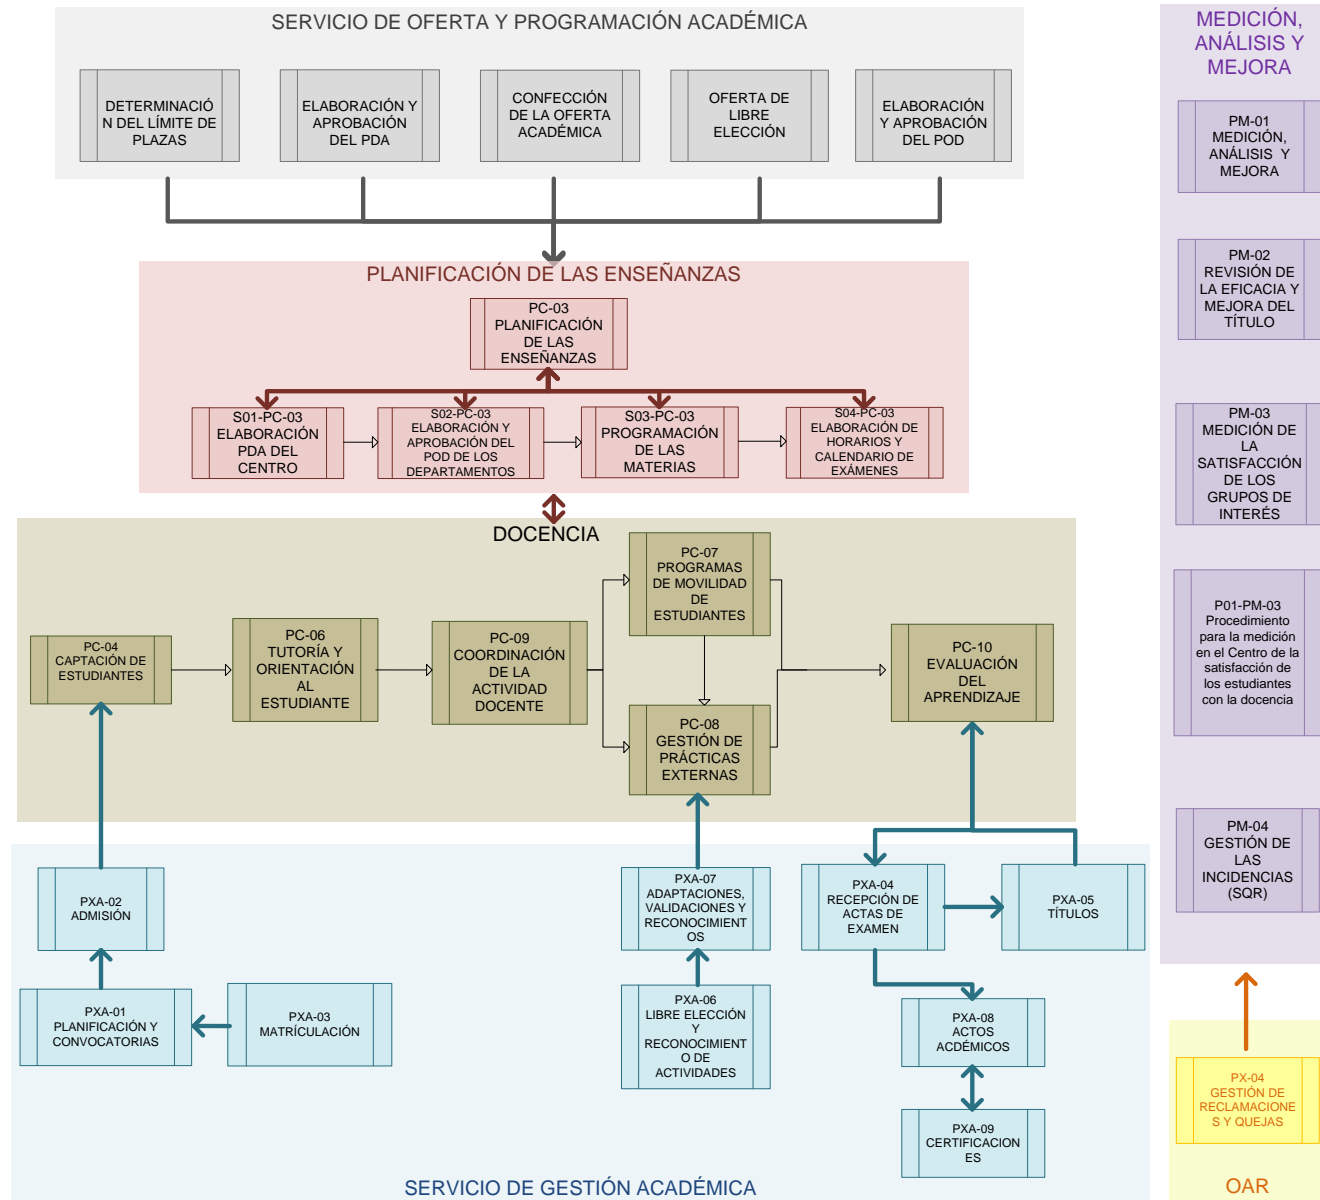 SERVICIO DE OFERTA Y PROGRAMACIÓN ACADÉMICA
DETERMINACIÓ
N DEL LÍMITE DE
PLAZAS
ELABORACIÓN Y
APROBACIÓN
DEL PDA
CONFECCIÓN
DE LA OFERTA
ACADÉMICA
OFERTA DE
LIBRE
ELECCIÓN
ELABORACIÓN
Y APROBACIÓN
DEL POD
PLANIFICACIÓN DE LAS ENSEÑANZAS
PC-03
PLANIFICACIÓN
DE LAS
ENSEÑANZAS
S01-PC-03
ELABORACIÓN
PDA DEL
CENTRO
S02-PC-03
ELABORACIÓN Y
APROBACIÓN DEL
POD DE LOS
DEPARTAMENTOS
S03-PC-03
PROGRAMACIÓN
DE LAS
MATERIAS
S04-PC-03
ELABORACIÓN DE
HORARIOS Y
CALENDARIO DE
EXÁMENES
DOCENCIA
PC-04
CAPTACIÓN DE
ESTUDIANTES
PC-06
TUTORÍA Y
ORIENTACIÓN
AL
ESTUDIANTE
PC-09
COORDINACIÓN
DE LA
ACTIVIDAD
DOCENTE
PC-07
PROGRAMAS
DE MOVILIDAD
DE
ESTUDIANTES
PC-08
GESTIÓN DE
PRÁCTICAS
EXTERNAS
PC-10
EVALUACIÓN
DEL
APRENDIZAJE
PXA-02
ADMISIÓN
PXA-01
PLANIFICACIÓN Y
CONVOCATORIAS
PXA-03
MATRÍCULACIÓN
PXA-07
ADAPTACIONES,
VALIDACIONES Y
RECONOCIMIENT
OS
PXA-06
LIBRE ELECCIÓN
Y
RECONOCIMIENT
O DE
ACTIVIDADES
PXA-04
RECEPCIÓN DE
ACTAS DE
EXAMEN
PXA-05
TÍTULOS
PXA-08
ACTOS
ACDÉMICOS
PXA-09
CERTIFICACION
ES
SERVICIO DE GESTIÓN ACADÉMICA
MEDICIÓN,
ANÁLISIS Y
MEJORA
PM-01
MEDICIÓN,
ANÁLISIS Y
MEJORA
PM-02
REVISIÓN DE
LA EFICACIA Y
MEJORA DEL
TÍTULO
PM-03
MEDICIÓN DE
LA
SATISFACCIÓN
DE LOS
GRUPOS DE
INTERÉS
P01-PM-03
Procedimiento
para la medición
en el Centro de la
satisfacción de
los estudiantes
con la docencia
PM-04
GESTIÓN DE
LAS
INCIDENCIAS
(SQR)
PX-04
GESTIÓN DE
RECLAMACIONE
S Y QUEJAS
OAR